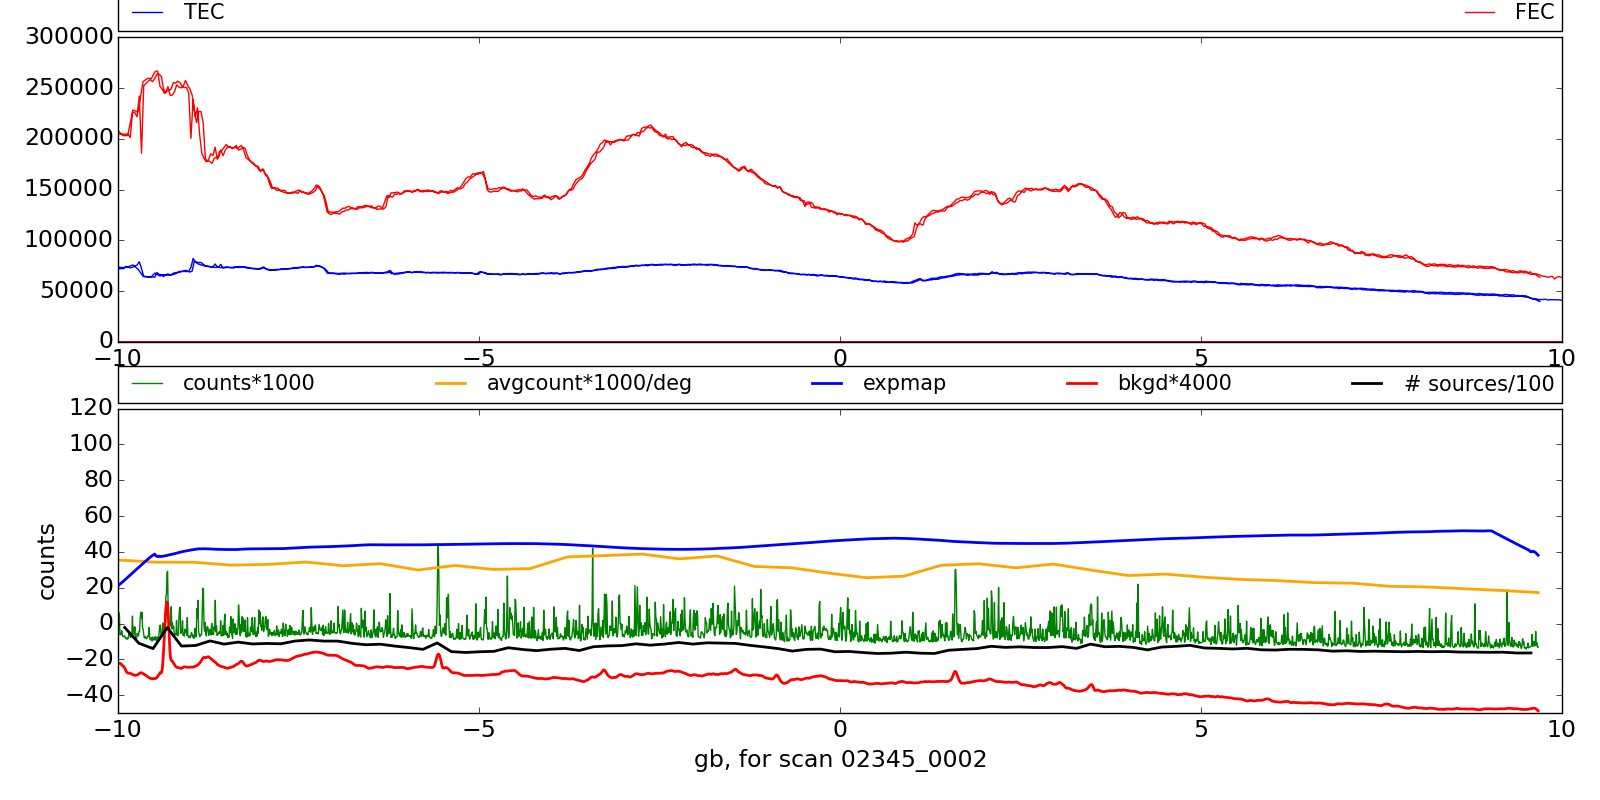 TEC FEC
300000
250000
200000
150000
100000
50000
0
−10 −5 0 5 10
counts*1000 avgcount*1000/deg expmap bkgd*4000 # sources/100
120
100
80
60
40
20
0
−20
−40
counts
−10 −5 0 5 10
gb, for scan 02345_0002